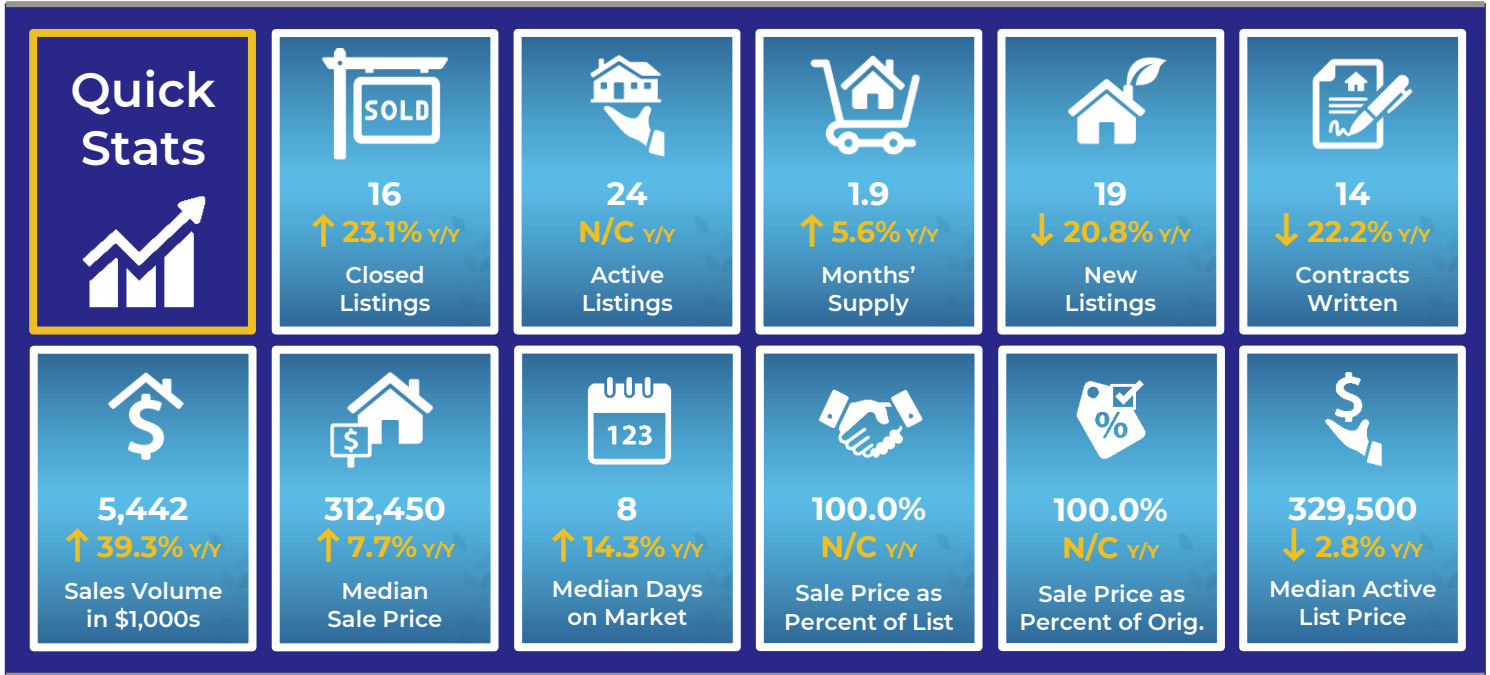 Quick
Stats
SOLD
16
↑ 23.1% Y/Y
Closed
Listings
24
N/C Y/Y
Active
Listings
1.9
↑ 5.6% Y/Y
Months’
Supply
19
↓ 20.8% Y/Y
New
Listings
14
↓ 22.2% Y/Y
Contracts
Written
$
5,442
↑ 39.3% Y/Y
Sales Volume
in $1,000s
$
312,450
↑ 7.7% Y/Y
Median
Sale Price
123
8
↑ 14.3% Y/Y
Median Days
on Market
100.0%
N/C Y/Y
Sale Price as
Percent of List
%
100.0%
N/C Y/Y
Sale Price as
Percent of Orig.
$
329,500
↓ 2.8% Y/Y
Median Active
List Price